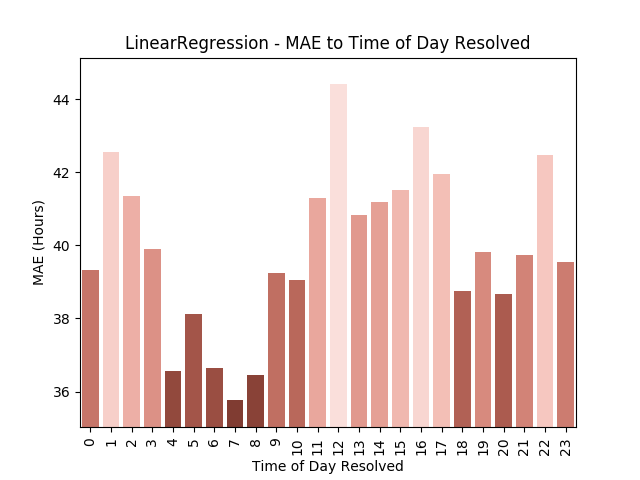 LinearRegression - MAE to Time of Day Resolved
MAE (Hours)
44
42
40
38
36
0 1 2 3 4 5 6 7 8 9 10 11 12 13 14 15 16 17 18 19 20 21 22 23
Time of Day Resolved